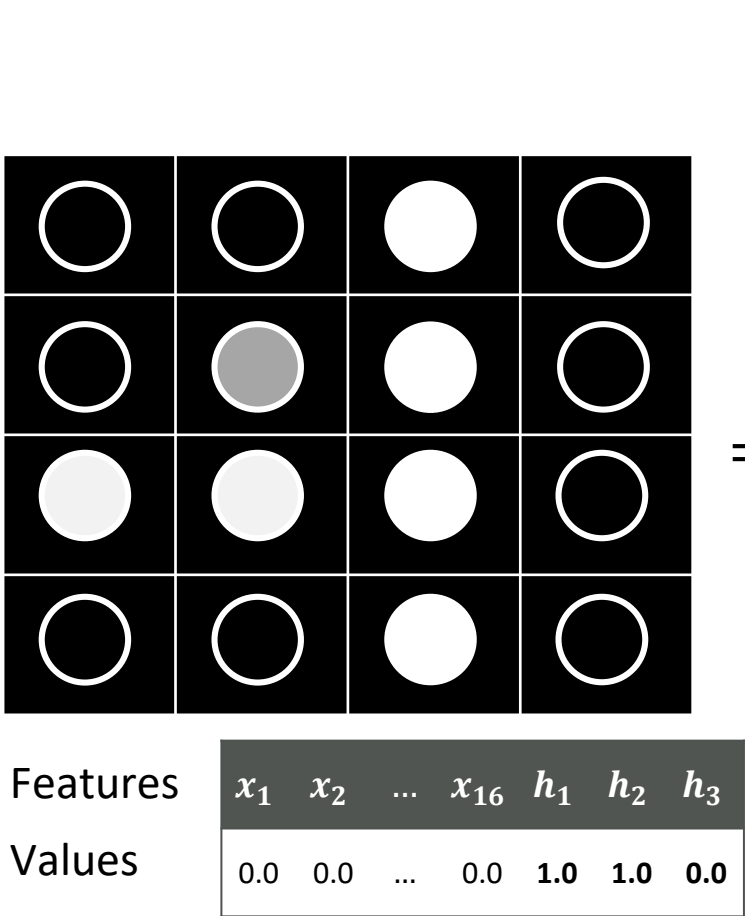 =
Features x₁ x₂ ... x₁₆ h₁ h₂ h₃
Values 0.0 0.0 ... 0.0 1.0 1.0 0.0